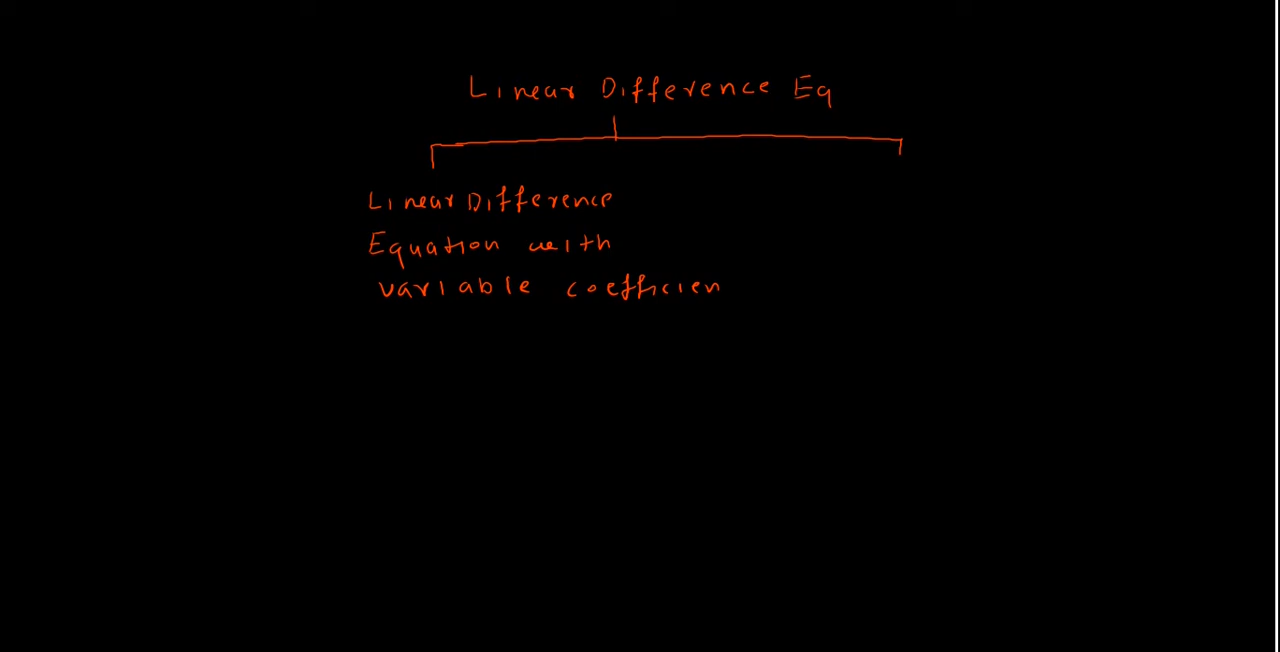 Linear Difference Eq
Linear Difference
Equation with
variable coefficien